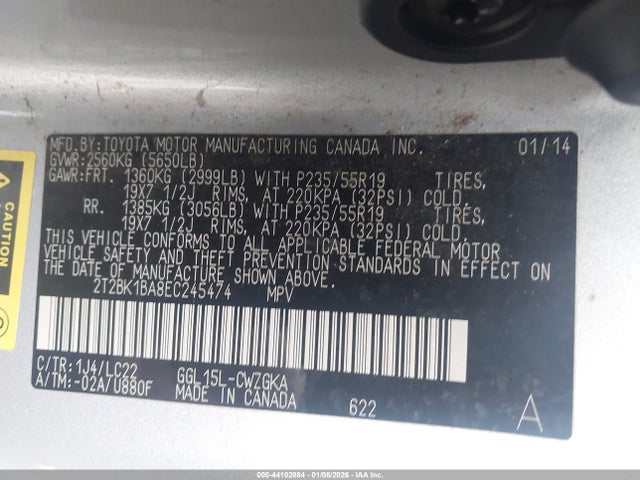 MFD.BY:TOYOTA MOTOR MANUFACTURING CANADA INC. 01/14
GVWR:2560KG (5650LB)
GAWR:FRT. 1360KG (2999LB) WITH P235/55R19 TIRES,
19X7 1/2J RIMS, AT 220KPA (32PSI) COLD.
RR. 1385KG (3056LB) WITH P235/55R19 TIRES,
19X7 1/2J RIMS, AT 220KPA (32PSI) COLD.
THIS VEHICLE CONFORMS TO ALL APPLICABLE FEDERAL MOTOR
VEHICLE SAFETY AND THEFT PREVENTION STANDARDS IN EFFECT ON
THE DATE OF MANUFACTURE SHOWN ABOVE.
2T2BK1BA8EC245474 MPV
C/TR:1J4/LC22 GGL15L-CWZGKA
A/TM:-02A/U880F MADE IN CANADA 622 A
CAUTION
000-44102884 - 01/08/2026 - IAA Inc.